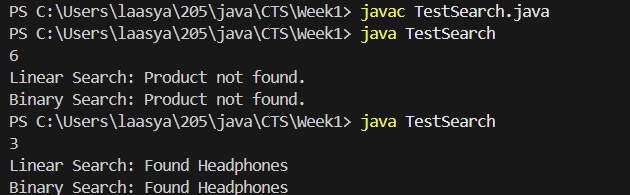 PS C:\Users\laasya\205\java\CTS\Week1> javac TestSearch.java
PS C:\Users\laasya\205\java\CTS\Week1> java TestSearch
6
Linear Search: Product not found.
Binary Search: Product not found.
PS C:\Users\laasya\205\java\CTS\Week1> java TestSearch
3
Linear Search: Found Headphones
Binary Search: Found Headphones